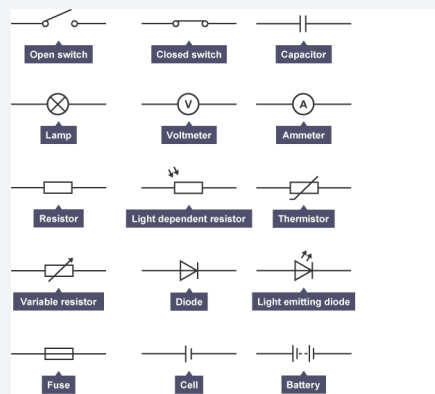 Open switch
Closed switch
Capacitor
V
A
Lamp
Voltmeter
Ammeter
Resistor
Light dependent resistor
Thermistor
Variable resistor
Diode
Light emitting diode
Fuse
Cell
Battery